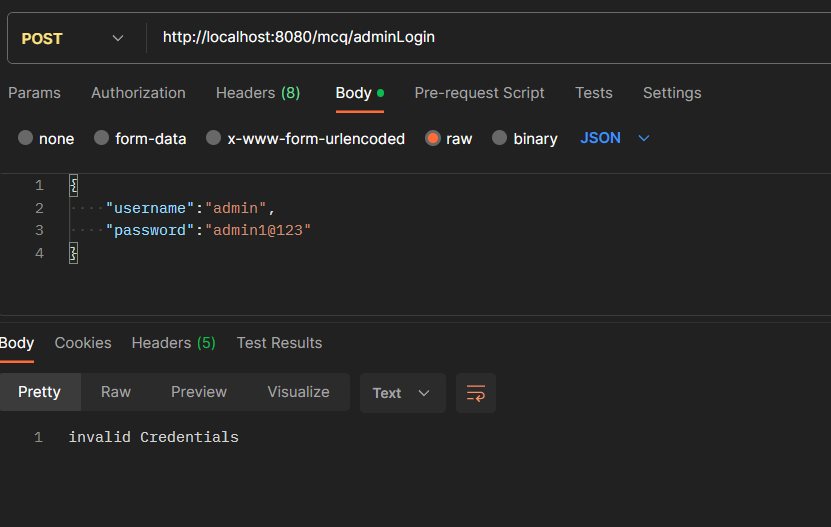 POST http://localhost:8080/mcq/adminLogin
Params Authorization Headers (8) Body Pre-request Script Tests Settings
none form-data x-www-form-urlencoded raw binary JSON
1 {
2 "username":"admin",
3 "password":"admin1@123"
4 }
Body Cookies Headers (5) Test Results
Pretty Raw Preview Visualize Text
1 invalid Credentials